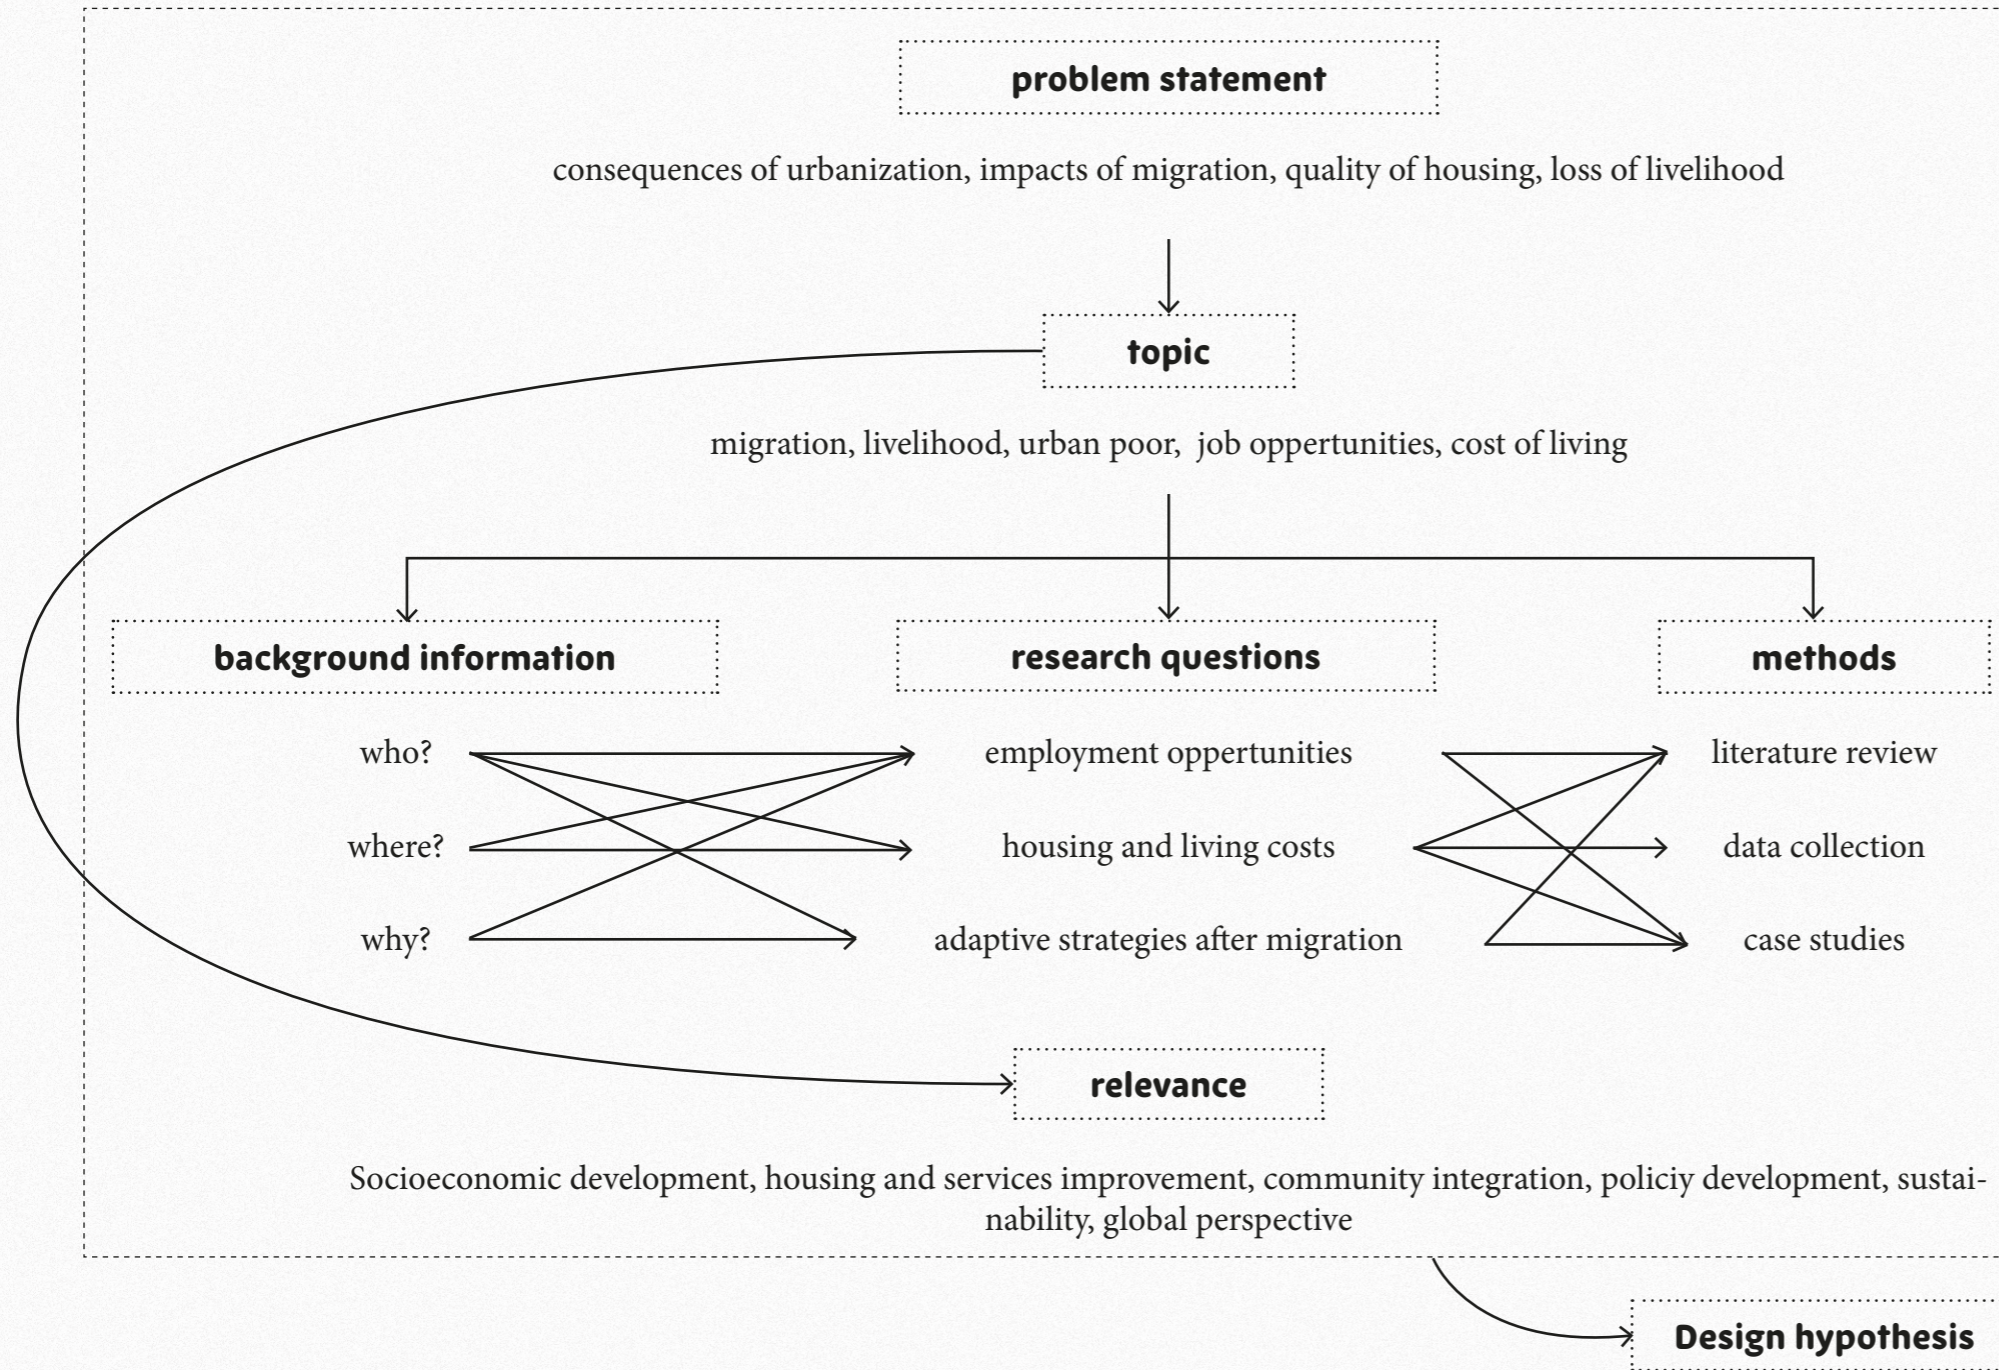 problem statement
consequences of urbanization, impacts of migration, quality of housing, loss of livelihood
topic
migration, livelihood, urban poor, job oppertunities, cost of living
background information
research questions
methods
who?
employment oppertunities
literature review
where?
housing and living costs
data collection
why?
adaptive strategies after migration
case studies
relevance
Socioeconomic development, housing and services improvement, community integration, policiy development, sustai-
nability, global perspective
Design hypothesis